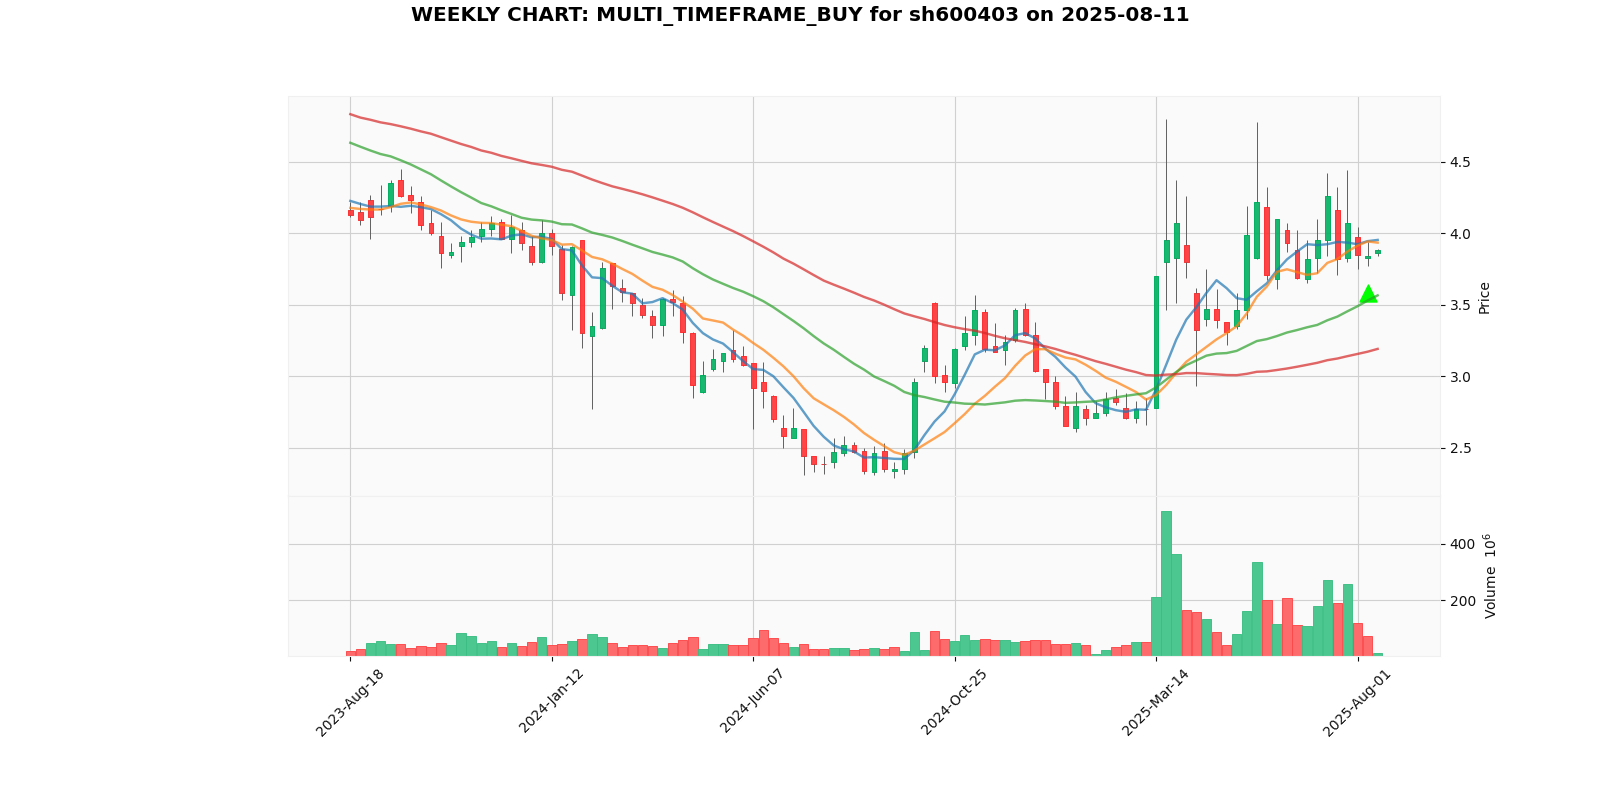 WEEKLY CHART: MULTI_TIMEFRAME_BUY for sh600403 on 2025-08-11
4.5
4.0
3.5
3.0
2.5
Price
400
200
Volume 10^6
2023-Aug-18
2024-Jan-12
2024-Jun-07
2024-Oct-25
2025-Mar-14
2025-Aug-01